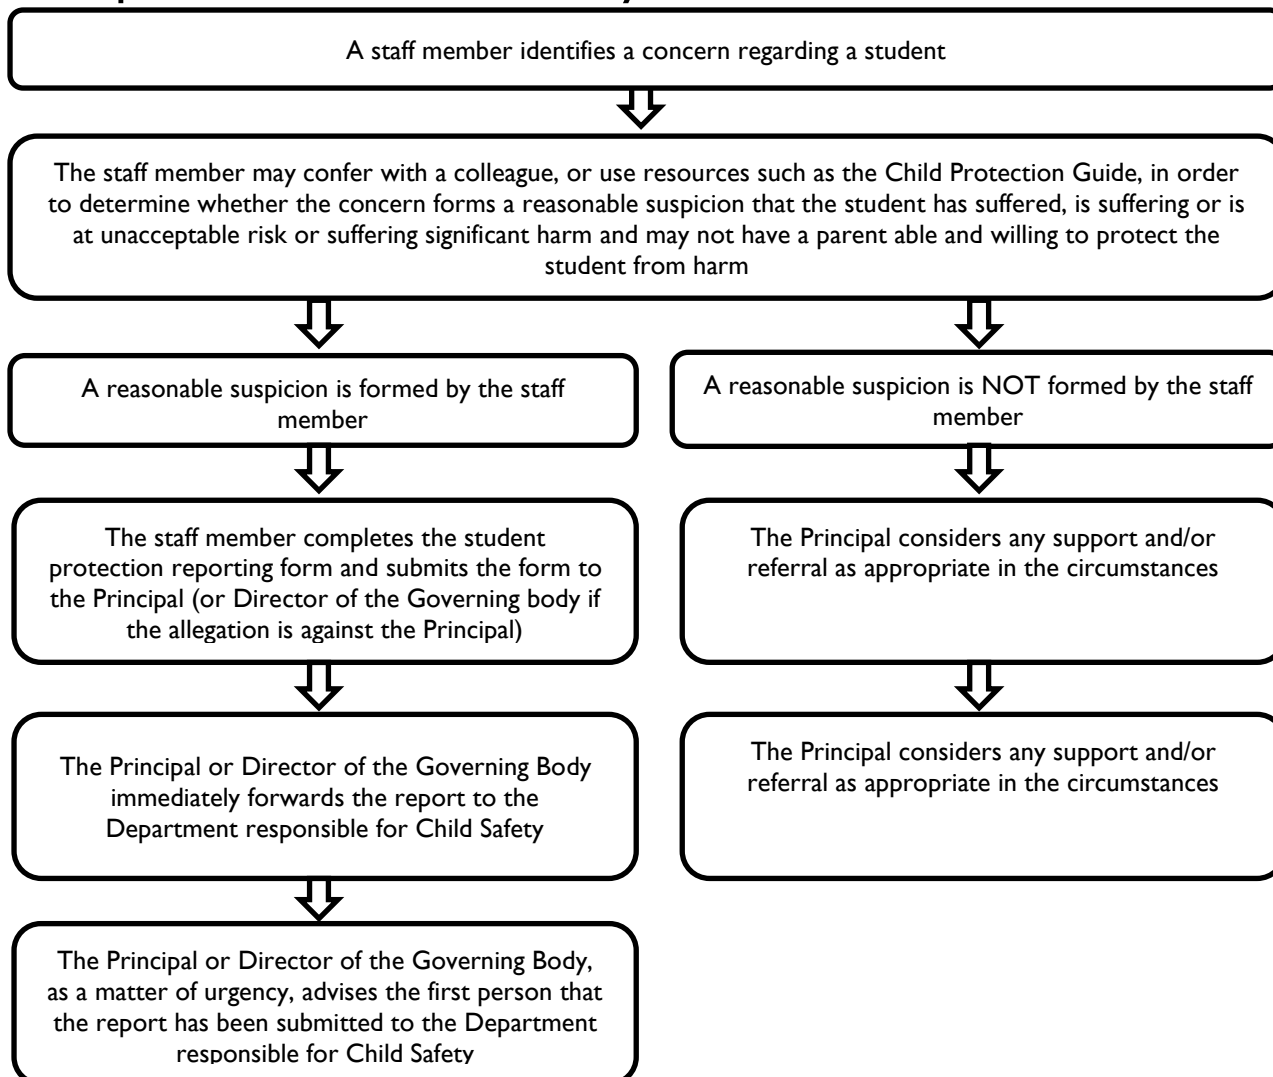 A staff member identifies a concern regarding a student
The staff member may confer with a colleague, or use resources such as the Child Protection Guide, in order
to determine whether the concern forms a reasonable suspicion that the student has suffered, is suffering or is
at unacceptable risk or suffering significant harm and may not have a parent able and willing to protect the
student from harm
A reasonable suspicion is formed by the staff
member
A reasonable suspicion is NOT formed by the staff
member
The staff member completes the student
protection reporting form and submits the form to
the Principal (or Director of the Governing body if
the allegation is against the Principal)
The Principal considers any support and/or
referral as appropriate in the circumstances
The Principal or Director of the Governing Body
immediately forwards the report to the
Department responsible for Child Safety
The Principal considers any support and/or
referral as appropriate in the circumstances
The Principal or Director of the Governing Body,
as a matter of urgency, advises the first person that
the report has been submitted to the Department
responsible for Child Safety